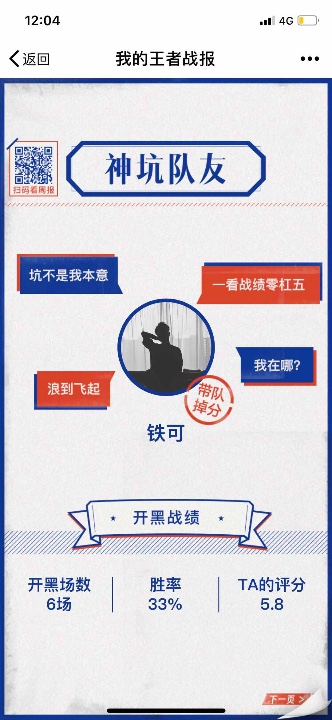 12:04
4G
返回
我的王者战报
扫码看周报
神坑队友
坑不是我本意
一看战绩零杠五
我在哪?
浪到飞起
带队
掉分
铁可
开黑战绩
开黑场数
6场
胜率
33%
TA的评分
5.8
下一页 >